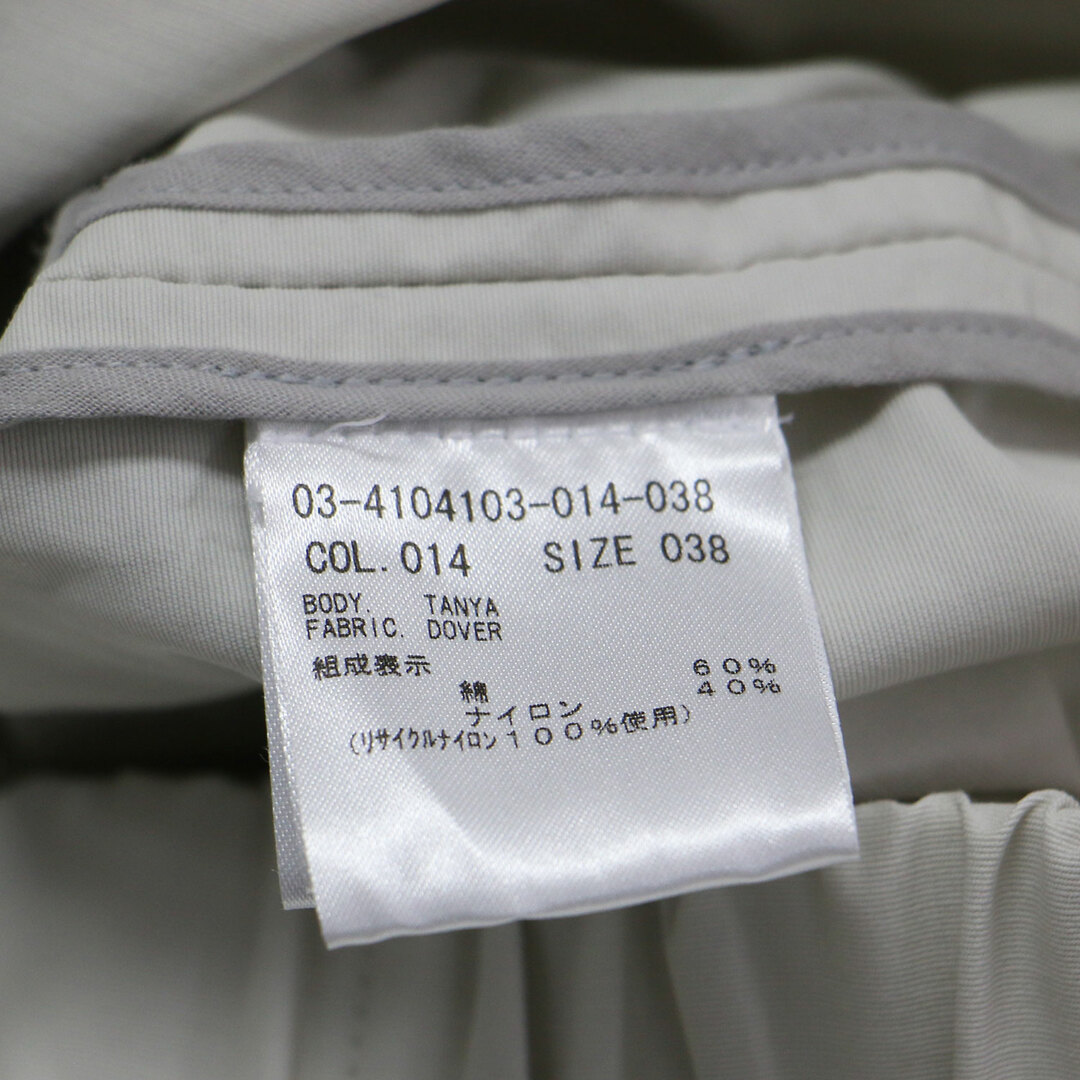 03-4104103-014-038
COL. 014 SIZE 038
BODY. TANYA
FABRIC. DOVER
組成表示
綿 60%
ナイロン 40%
(リサイクルナイロン100%使用)